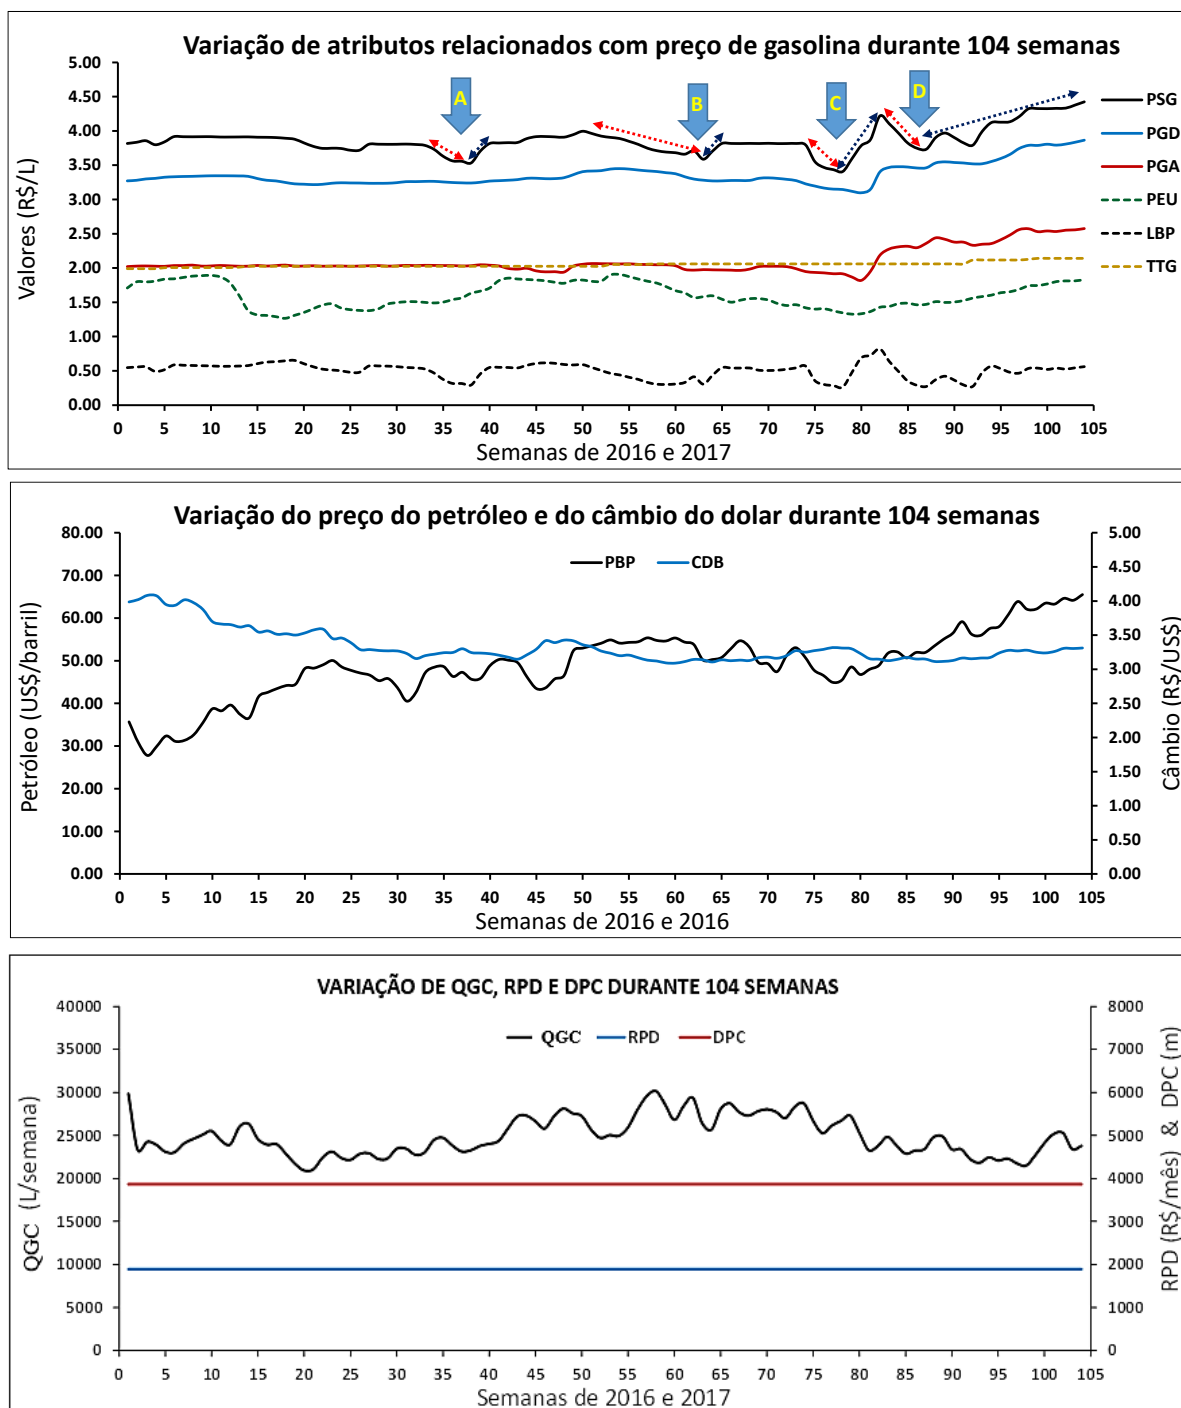 Variação de atributos relacionados com preço de gasolina durante 104 semanas
5.00
4.50
4.00
3.50
3.00
2.50
2.00
1.50
1.00
0.50
0.00
Valores (R$/L)
A
B
C
D
PSG
PGD
PGA
PEU
LBP
TTG
0 5 10 15 20 25 30 35 40 45 50 55 60 65 70 75 80 85 90 95 100 105
Semanas de 2016 e 2017
Variação do preço do petróleo e do câmbio do dolar durante 104 semanas
PBP CDB
80.00
70.00
60.00
50.00
40.00
30.00
20.00
10.00
0.00
Petróleo (US$/barril)
5.00
4.50
4.00
3.50
3.00
2.50
2.00
1.50
1.00
0.50
0.00
Câmbio (R$/US$)
0 5 10 15 20 25 30 35 40 45 50 55 60 65 70 75 80 85 90 95 100 105
Semanas de 2016 e 2016
VARIAÇÃO DE QGC, RPD E DPC DURANTE 104 SEMANAS
QGC RPD DPC
40000
35000
30000
25000
20000
15000
10000
5000
0
QGC (L/semana)
8000
7000
6000
5000
4000
3000
2000
1000
0
RPD (R$/mês) & DPC (m)
0 5 10 15 20 25 30 35 40 45 50 55 60 65 70 75 80 85 90 95 100 105
Semanas de 2016 e 2017